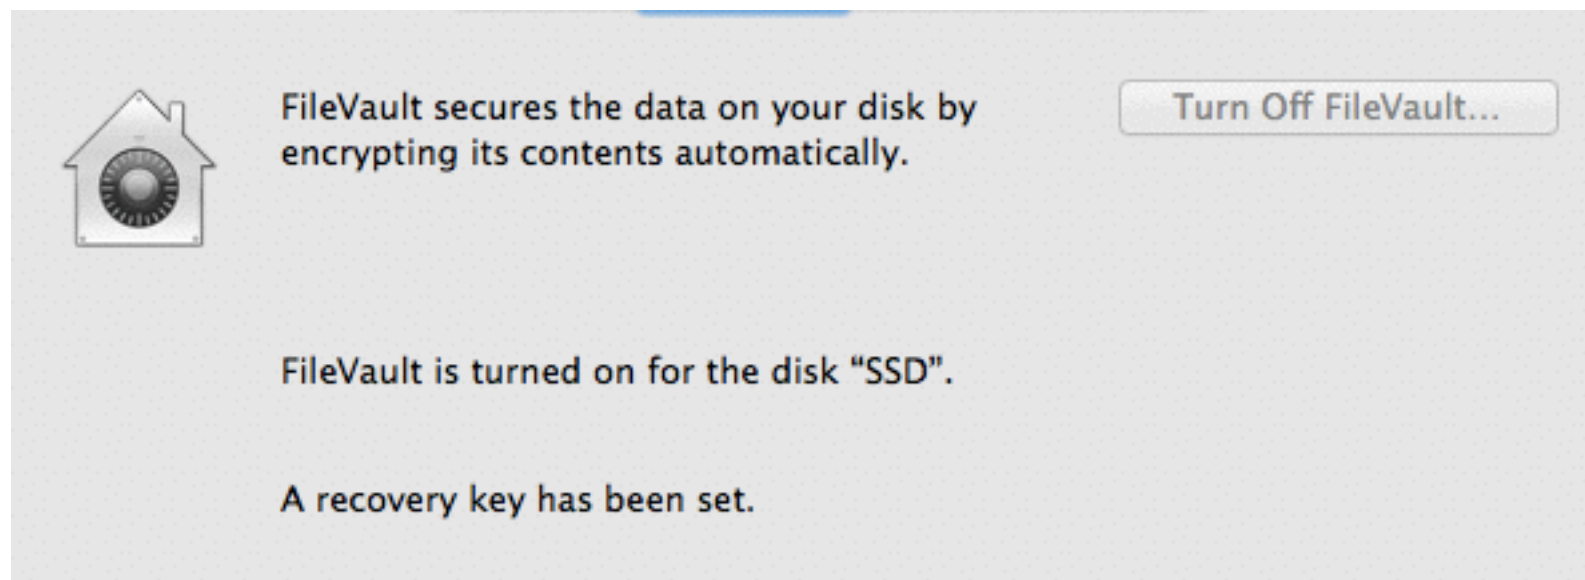 FileVault secures the data on your disk by
encrypting its contents automatically.
Turn Off FileVault...
FileVault is turned on for the disk “SSD”.
A recovery key has been set.